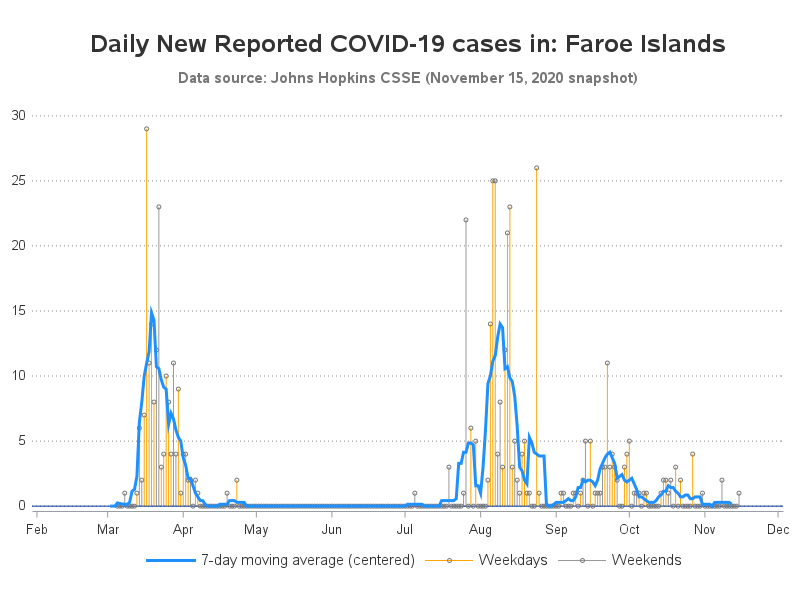 Daily New Reported COVID-19 cases in: Faroe Islands
Data source: Johns Hopkins CSSE (November 15, 2020 snapshot)
30
25
20
15
10
5
0
Feb Mar Apr May Jun Jul Aug Sep Oct Nov Dec
7-day moving average (centered) Weekdays Weekends